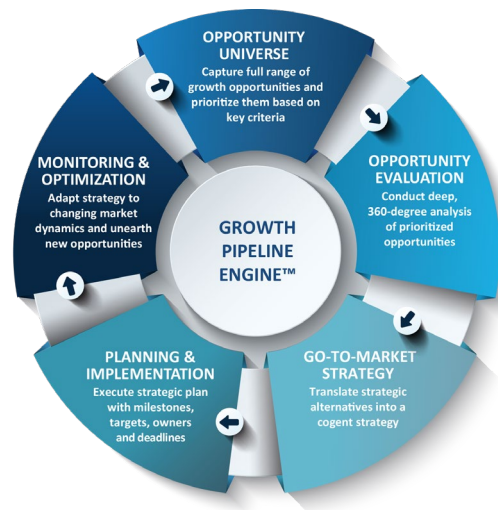 OPPORTUNITY
UNIVERSE
Capture full range of
growth opportunities and
prioritize them based on
key criteria
OPPORTUNITY
EVALUATION
Conduct deep,
360-degree analysis
of prioritized
opportunities
GO-TO-MARKET
STRATEGY
Translate strategic
alternatives into a
cogent strategy
PLANNING &
IMPLEMENTATION
Execute strategic plan
with milestones,
targets, owners
and deadlines
MONITORING &
OPTIMIZATION
Adapt strategy to
changing market
dynamics and unearth
new opportunities
GROWTH
PIPELINE
ENGINE™